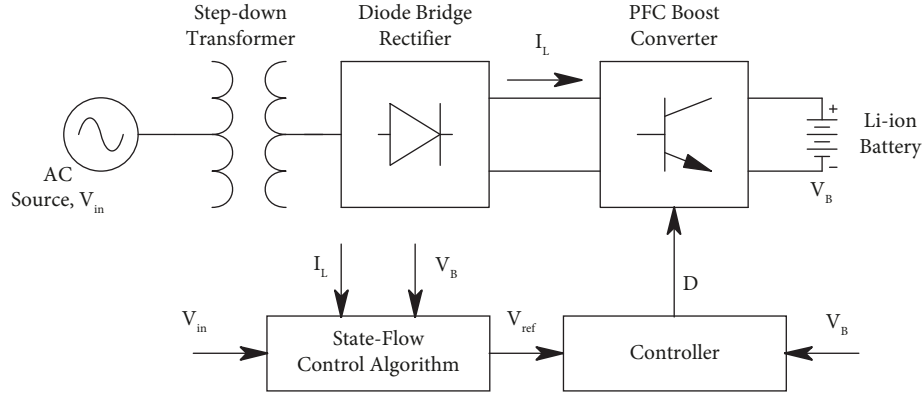 Step-down
Transformer
Diode Bridge
Rectifier
PFC Boost
Converter
I_L
+
Li-ion
Battery
−
V_B
AC
Source, V_in
I_L
V_B
D
V_in
State-Flow
Control Algorithm
V_ref
Controller
V_B